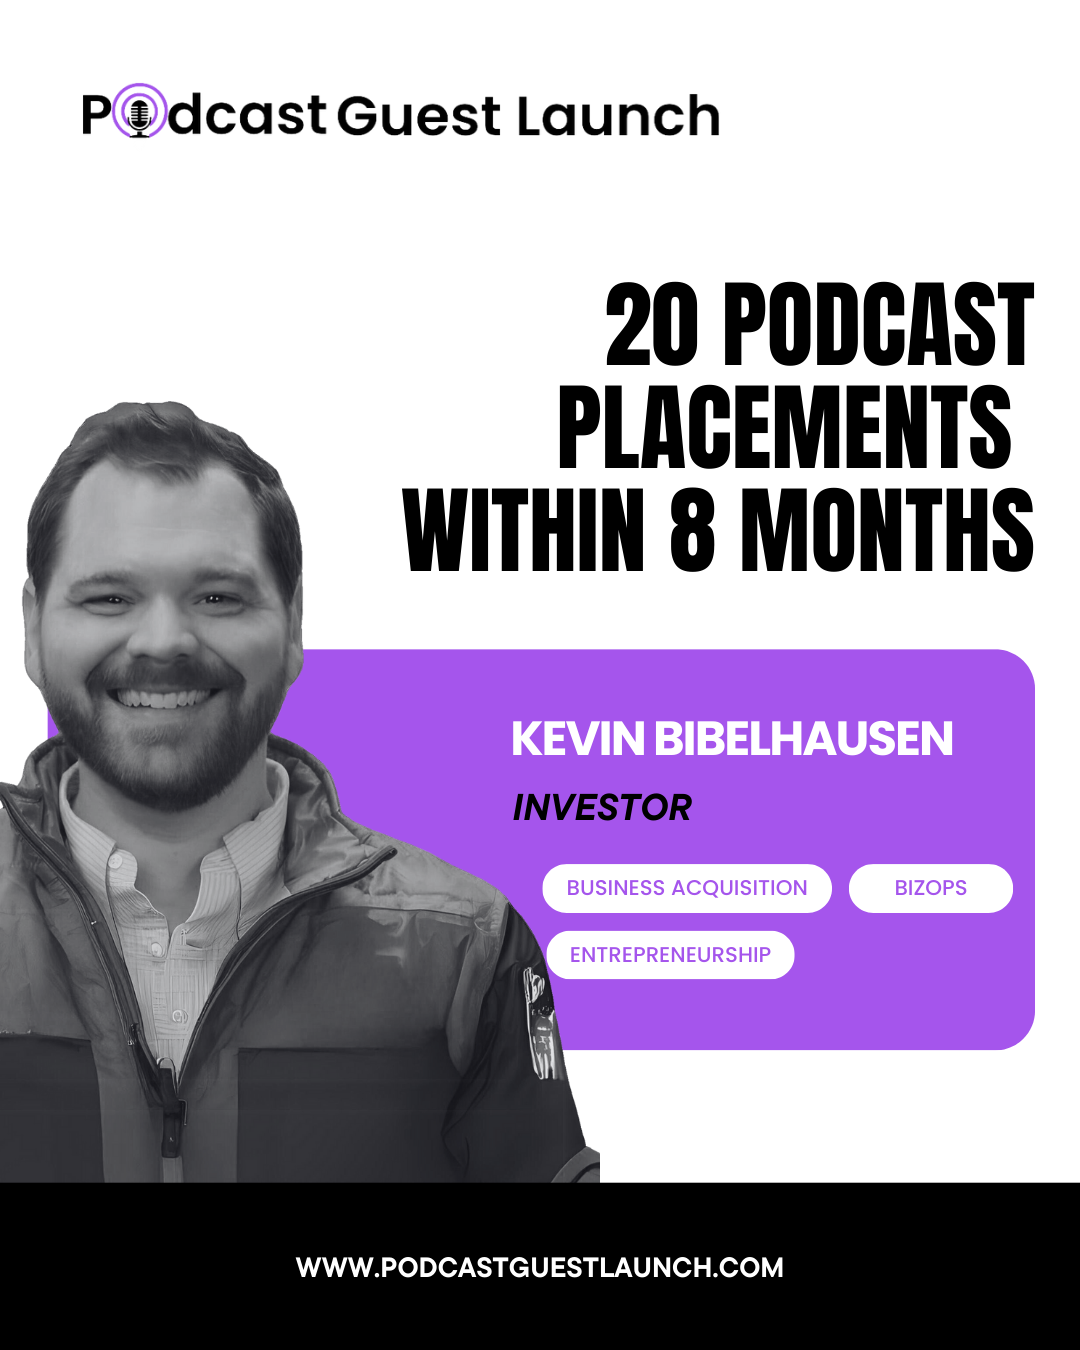 Podcast Guest Launch
20 PODCAST
PLACEMENTS
WITHIN 8 MONTHS
KEVIN BIBELHAUSEN
INVESTOR
BUSINESS ACQUISITION
BIZOPS
ENTREPRENEURSHIP
WWW.PODCASTGUESTLAUNCH.COM